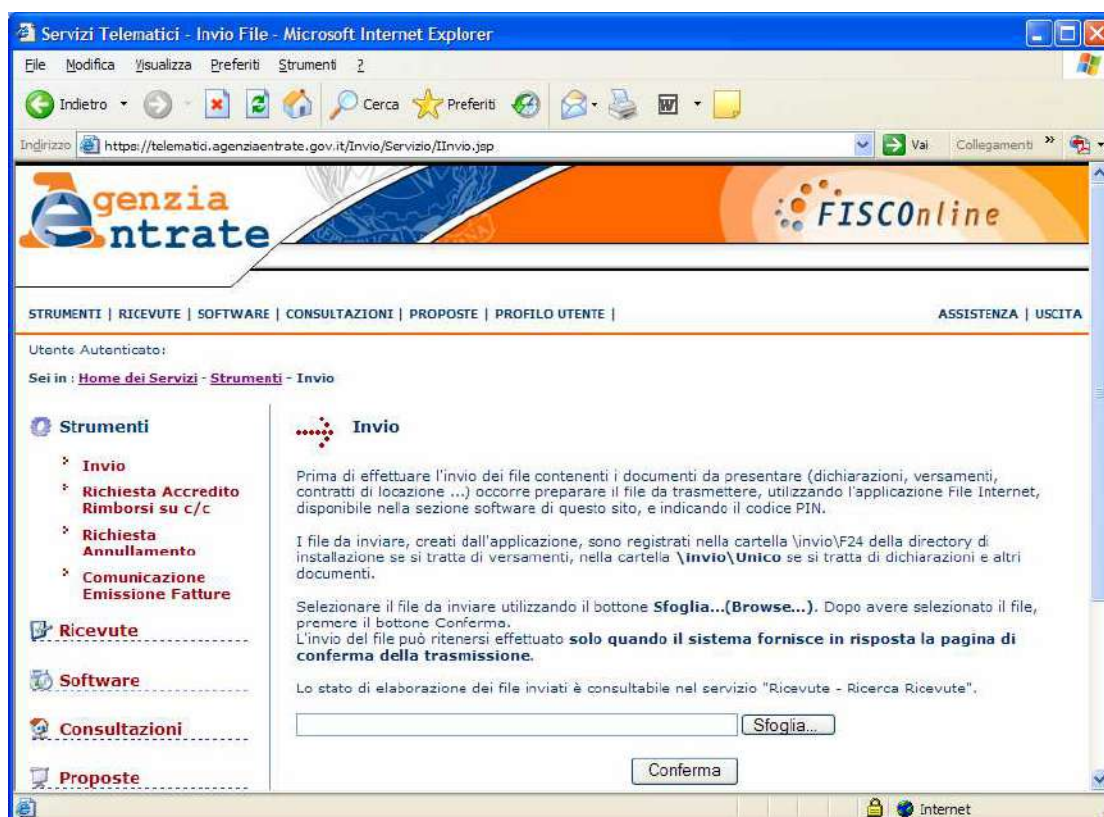 Servizi Telematici - Invio File - Microsoft Internet Explorer
File Modifica Visualizza Preferiti Strumenti ?
Indietro Cerca Preferiti
Indirizzo https://telematici.agenziaentrate.gov.it/Invio/Servizio/IInvio.jsp Vai Collegamenti »
Agenzia Entrate
FISCOnline
STRUMENTI | RICEVUTE | SOFTWARE | CONSULTAZIONI | PROPOSTE | PROFILO UTENTE | ASSISTENZA | USCITA
Utente Autenticato:
Sei in : Home dei Servizi - Strumenti - Invio
Strumenti
Invio
Richiesta Accredito
Rimborsi su c/c
Richiesta
Annullamento
Comunicazione
Emissione Fatture
Ricevute
Software
Consultazioni
Proposte
Invio
Prima di effettuare l'invio dei file contenenti i documenti da presentare (dichiarazioni, versamenti,
contratti di locazione ...) occorre preparare il file da trasmettere, utilizzando l'applicazione File Internet,
disponibile nella sezione software di questo sito, e indicando il codice PIN.
I file da inviare, creati dall'applicazione, sono registrati nella cartella \invio\F24 della directory di
installazione se si tratta di versamenti, nella cartella \invio\Unico se si tratta di dichiarazioni e altri
documenti.
Selezionare il file da inviare utilizzando il bottone Sfoglia...(Browse...). Dopo avere selezionato il file,
premere il bottone Conferma.
L'invio del file può ritenersi effettuato solo quando il sistema fornisce in risposta la pagina di
conferma della trasmissione.
Lo stato di elaborazione dei file inviati è consultabile nel servizio "Ricevute - Ricerca Ricevute".
Sfoglia...
Conferma
Internet